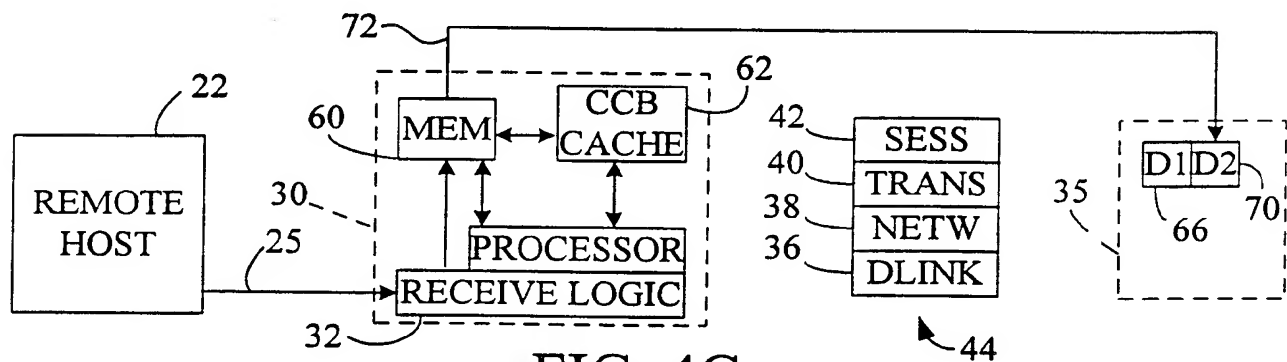 72
22
62
60
MEM
CCB
CACHE
42
SESS
40
TRANS
D1
D2
35
38
NETW
66
70
REMOTE
HOST
30
25
PROCESSOR
36
DLINK
RECEIVE LOGIC
32
44